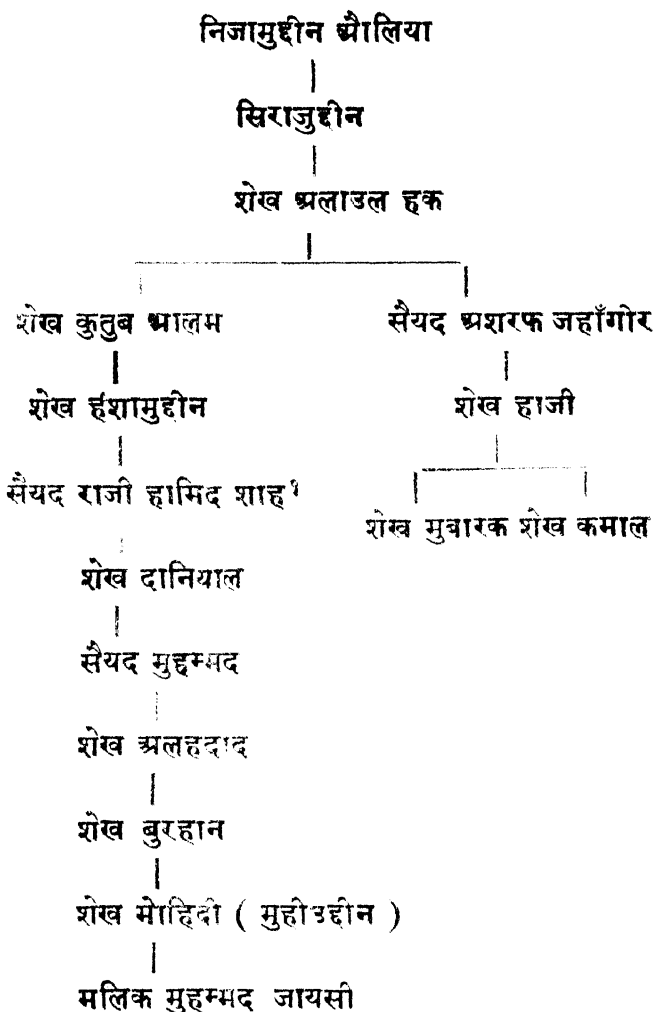 निजामुद्दीन औलिया
सिराजुद्दीन
शेख अलाउल हक
शेख कुतुब आलम सैयद अशरफ जहाँगोर
शेख हशामुद्दीन शेख हाजी
सैयद राजी हामिद शाह¹
शेख मुबारक शेख कमाल
शेख दानियाल
सैयद मुहम्मद
शेख अलहदाद
शेख बुरहान
शेख मोहिदी ( मुहीउद्दीन )
मलिक मुहम्मद जायसी